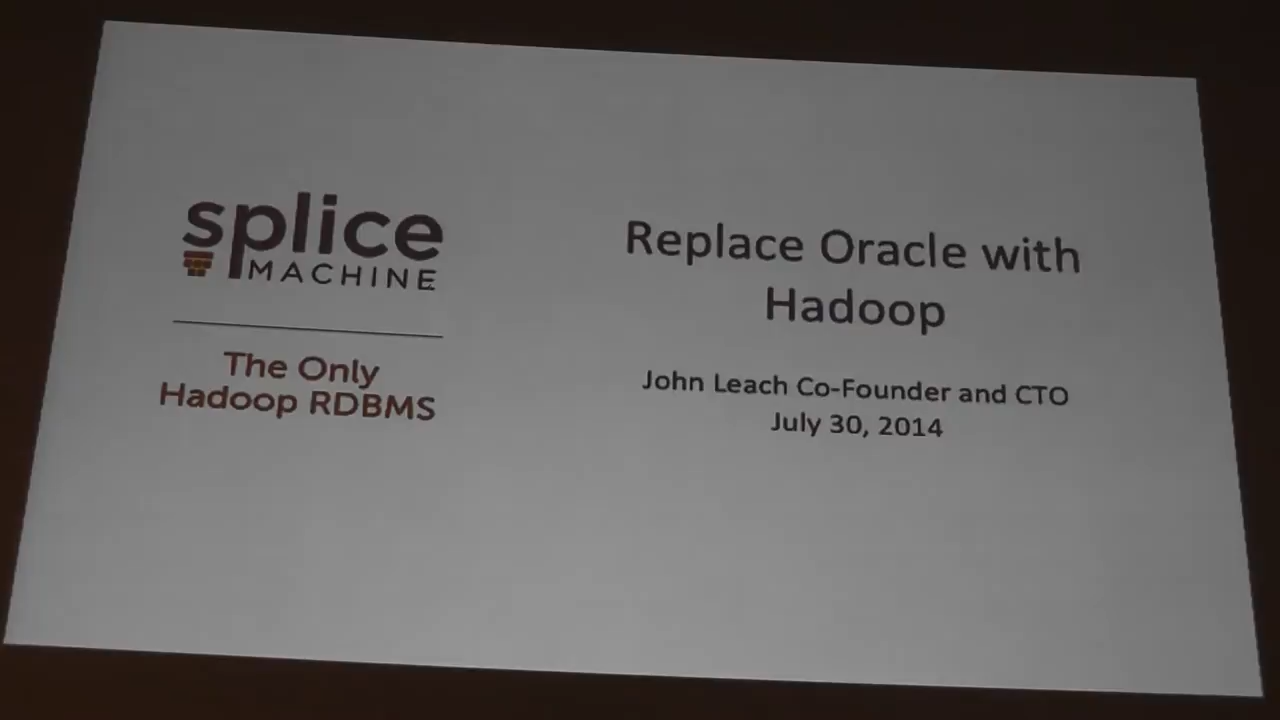 splice
MACHINE
The Only
Hadoop RDBMS
Replace Oracle with
Hadoop
John Leach Co-Founder and CTO
July 30, 2014